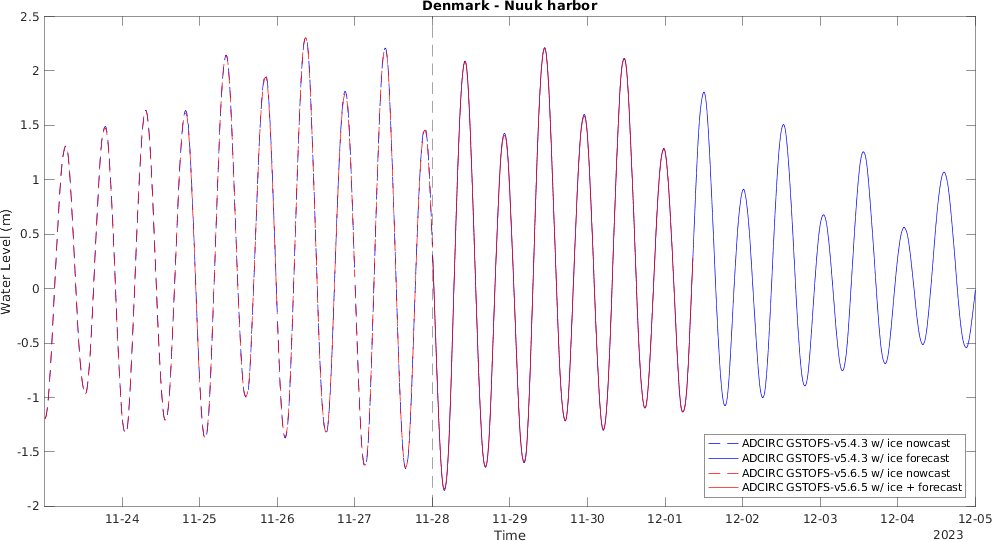 Denmark - Nuuk harbor
2.5
2
1.5
1
0.5
0
-0.5
-1
-1.5
-2
Water Level (m)
ADCIRC GSTOFS-v5.4.3 w/ ice nowcast
ADCIRC GSTOFS-v5.4.3 w/ ice forecast
ADCIRC GSTOFS-v5.6.5 w/ ice nowcast
ADCIRC GSTOFS-v5.6.5 w/ ice + forecast
11-24 11-25 11-26 11-27 11-28 11-29 11-30 12-01 12-02 12-03 12-04 12-05
Time
2023